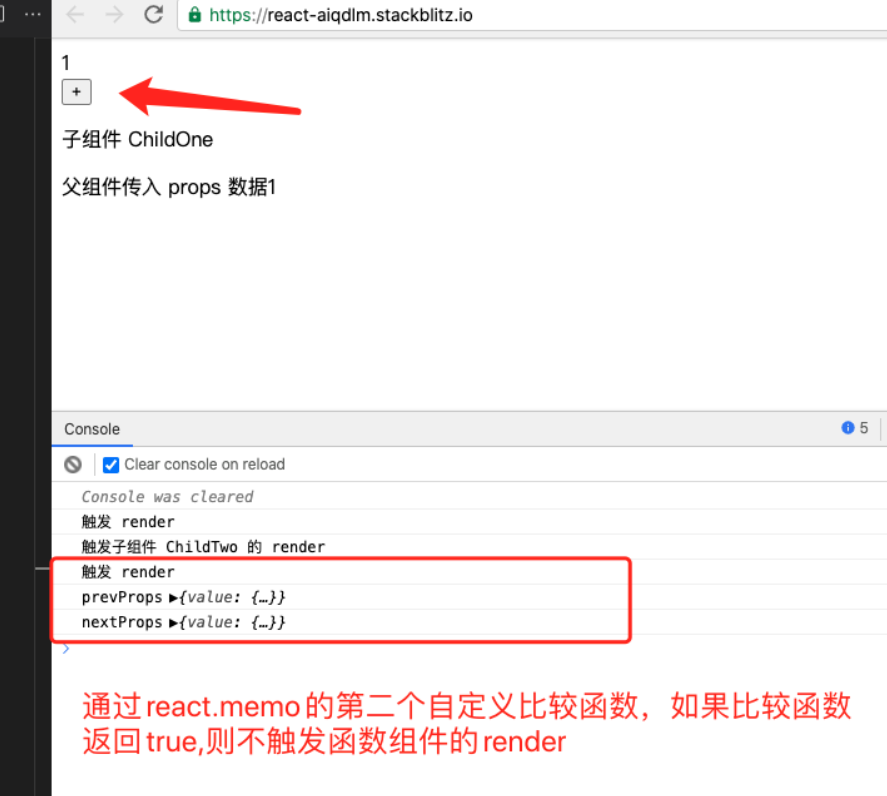 https://react-aiqdlm.stackblitz.io
1
+
子组件 ChildOne
父组件传入 props 数据1
Console
5
Clear console on reload
Console was cleared
触发 render
触发子组件 ChildTwo 的 render
触发 render
prevProps ▶{value: {…}}
nextProps ▶{value: {…}}
通过react.memo的第二个自定义比较函数，如果比较函数
返回true,则不触发函数组件的render